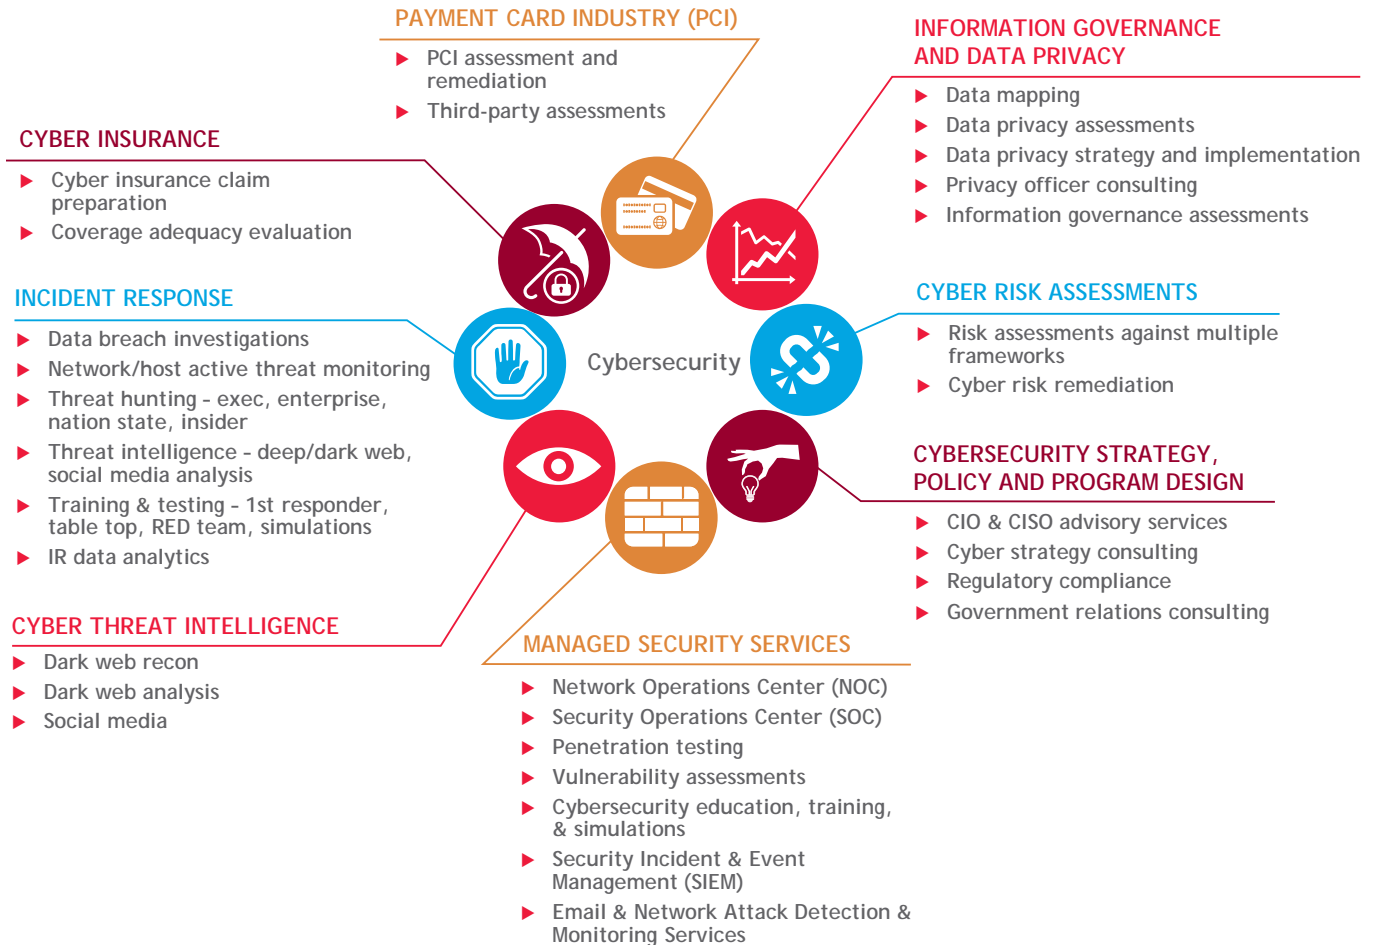 PAYMENT CARD INDUSTRY (PCI)
PCI assessment and
remediation
Third-party assessments
INFORMATION GOVERNANCE
AND DATA PRIVACY
Data mapping
Data privacy assessments
Data privacy strategy and implementation
Privacy officer consulting
Information governance assessments
CYBER INSURANCE
Cyber insurance claim
preparation
Coverage adequacy evaluation
INCIDENT RESPONSE
Data breach investigations
Network/host active threat monitoring
Threat hunting - exec, enterprise,
nation state, insider
Threat intelligence - deep/dark web,
social media analysis
Training & testing - 1st responder,
table top, RED team, simulations
IR data analytics
Cybersecurity
CYBER RISK ASSESSMENTS
Risk assessments against multiple
frameworks
Cyber risk remediation
CYBERSECURITY STRATEGY,
POLICY AND PROGRAM DESIGN
CIO & CISO advisory services
Cyber strategy consulting
Regulatory compliance
Government relations consulting
CYBER THREAT INTELLIGENCE
Dark web recon
Dark web analysis
Social media
MANAGED SECURITY SERVICES
Network Operations Center (NOC)
Security Operations Center (SOC)
Penetration testing
Vulnerability assessments
Cybersecurity education, training,
& simulations
Security Incident & Event
Management (SIEM)
Email & Network Attack Detection &
Monitoring Services